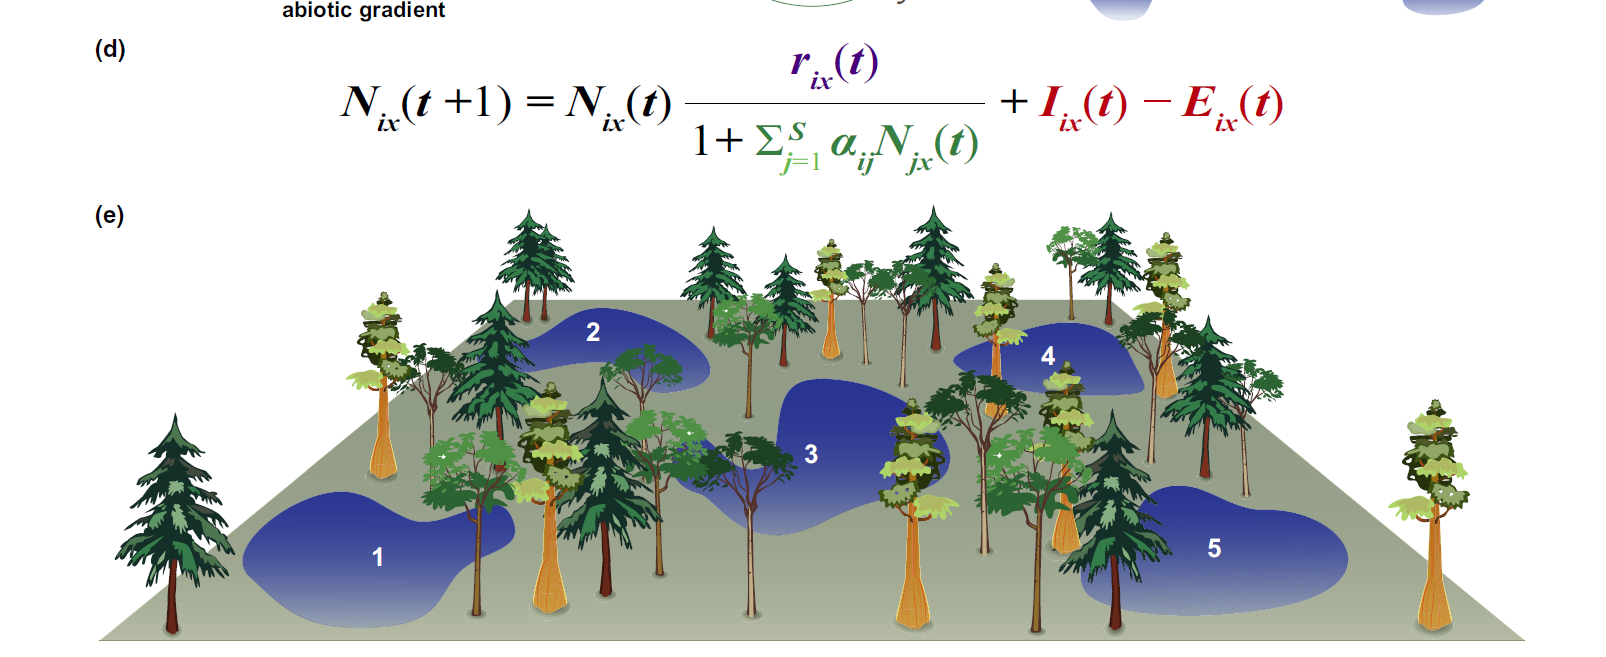 abiotic gradient
(d)
N_ix(t +1) = N_ix(t) r_ix(t) / (1+ Σ_{j=1}^S α_ij N_jx(t)) + I_ix(t) − E_ix(t)
(e)
2
4
3
1
5